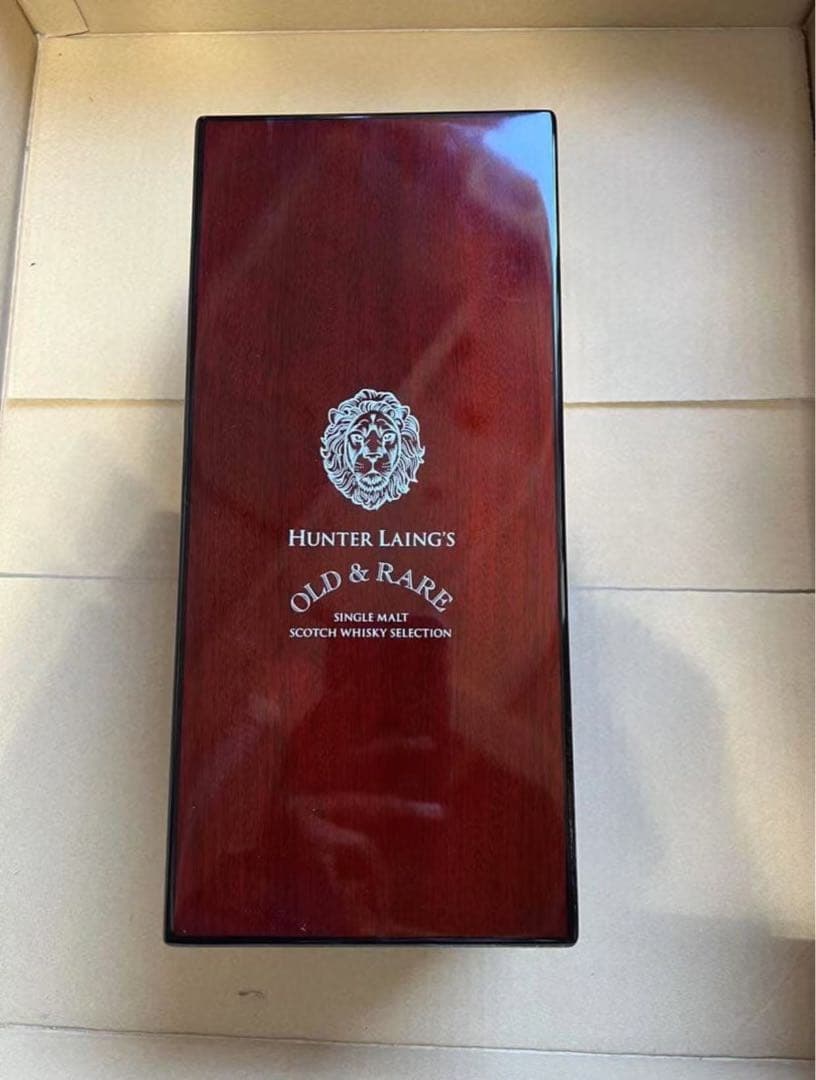 HUNTER LAING'S
OLD & RARE
SINGLE MALT
SCOTCH WHISKY SELECTION